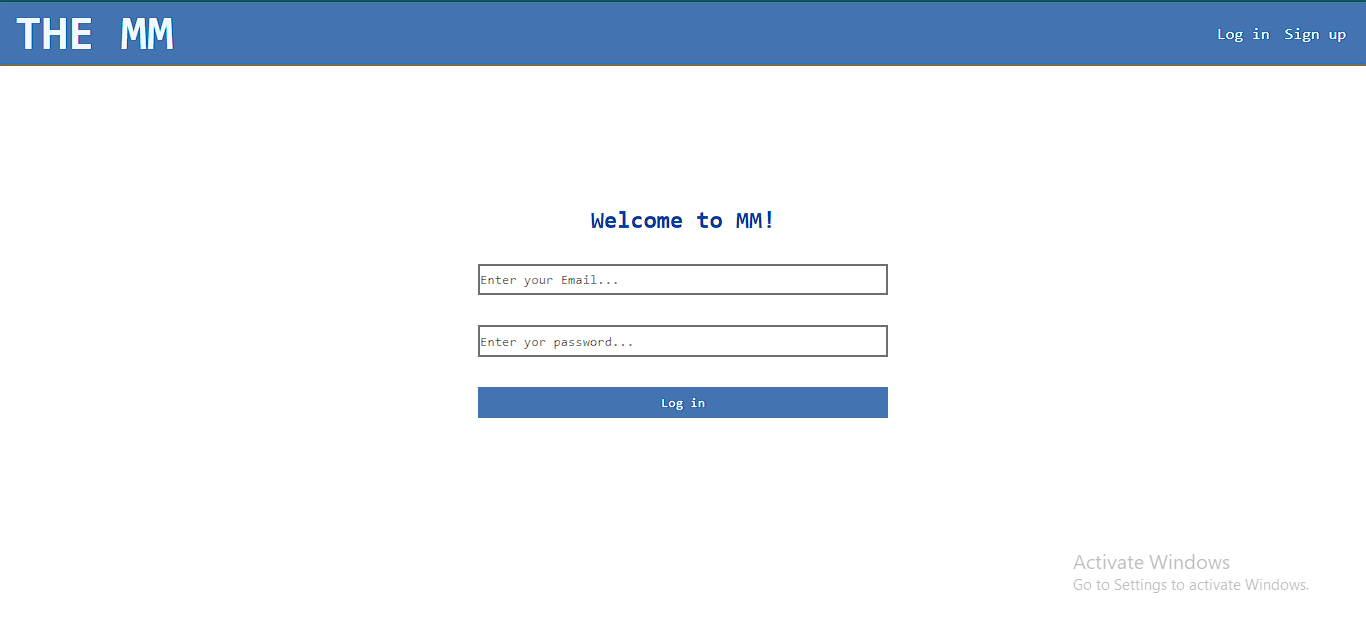 THE MM
Log in Sign up
Welcome to MM!
Enter your Email...
Enter yor password...
Log in
Activate Windows
Go to Settings to activate Windows.